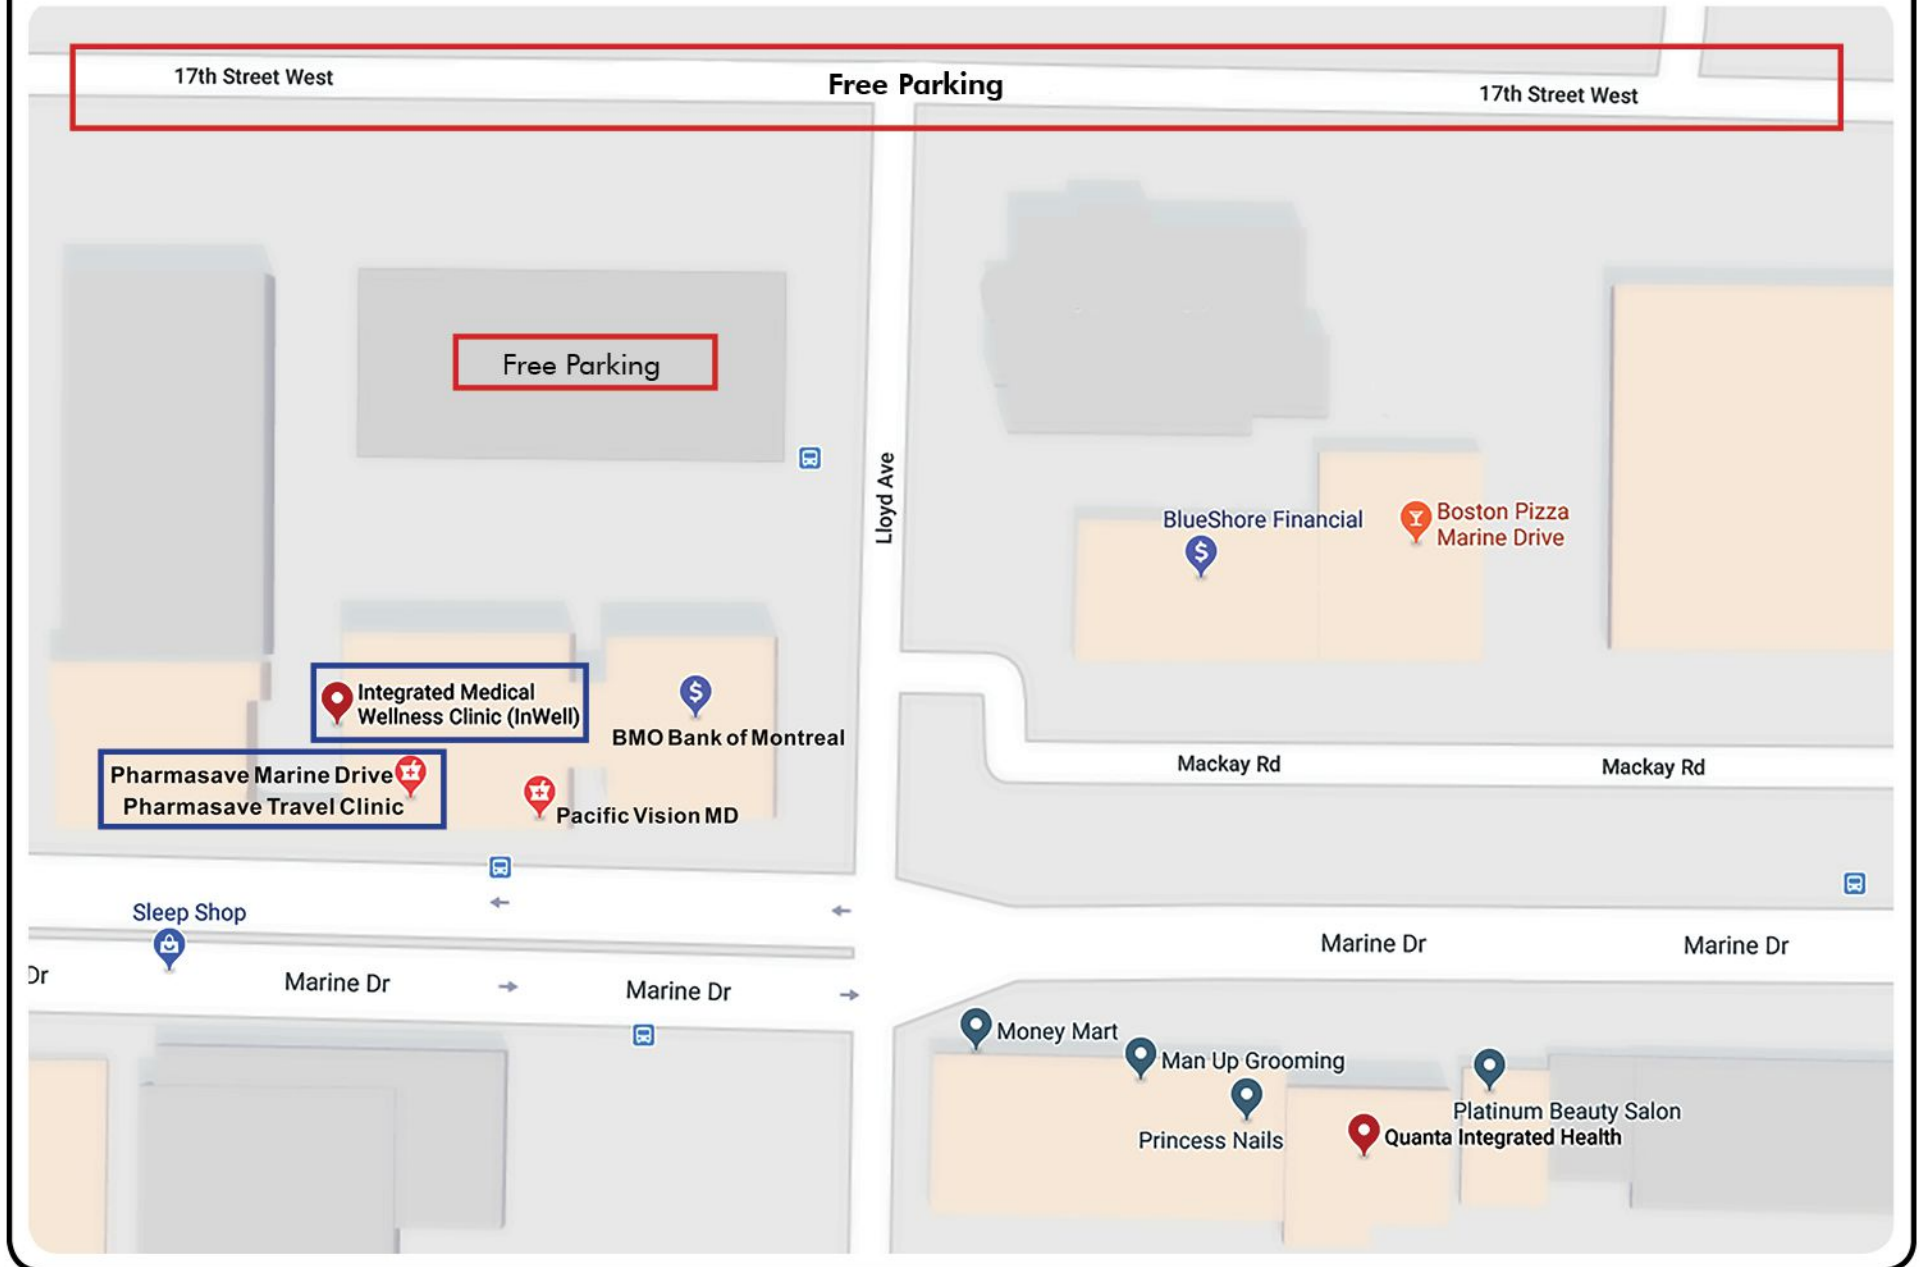 17th Street West
Free Parking
17th Street West
Free Parking
Lloyd Ave
BlueShore Financial
Boston Pizza
Marine Drive
Integrated Medical
Wellness Clinic (InWell)
BMO Bank of Montreal
Pharmasave Marine Drive
Pharmasave Travel Clinic
Pacific Vision MD
Mackay Rd
Mackay Rd
Sleep Shop
Marine Dr
Marine Dr
Dr
Marine Dr
Marine Dr
Money Mart
Man Up Grooming
Princess Nails
Platinum Beauty Salon
Quanta Integrated Health